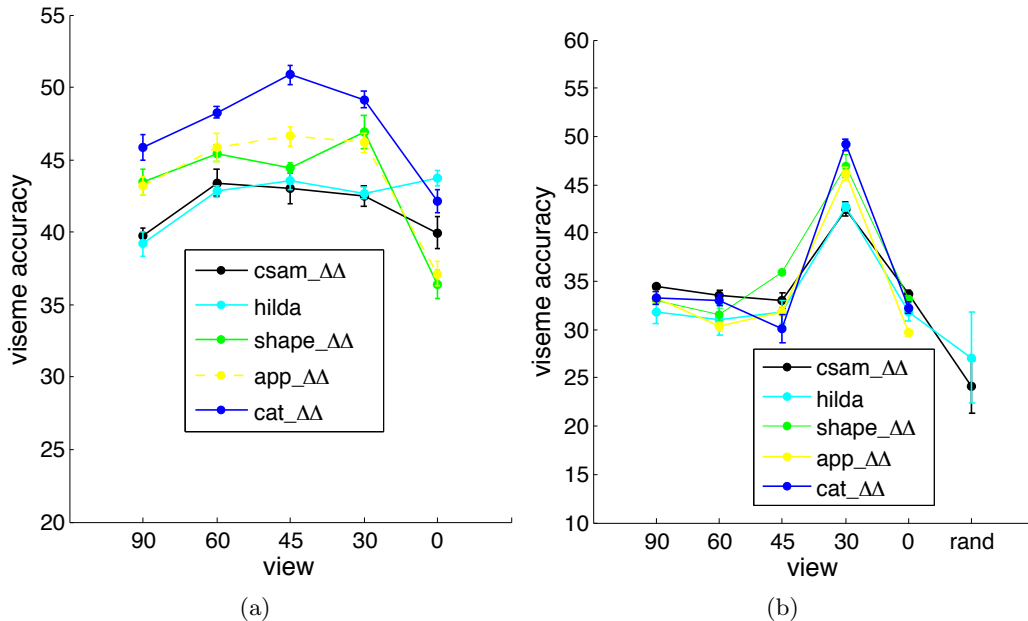 55
50
45
40
35
30
25
20
viseme accuracy
csam_ΔΔ
hilda
shape_ΔΔ
app_ΔΔ
cat_ΔΔ
90 60 45 30 0
view
(a)
60
55
50
45
40
35
30
25
20
15
10
viseme accuracy
csam_ΔΔ
hilda
shape_ΔΔ
app_ΔΔ
cat_ΔΔ
90 60 45 30 0 rand
view
(b)